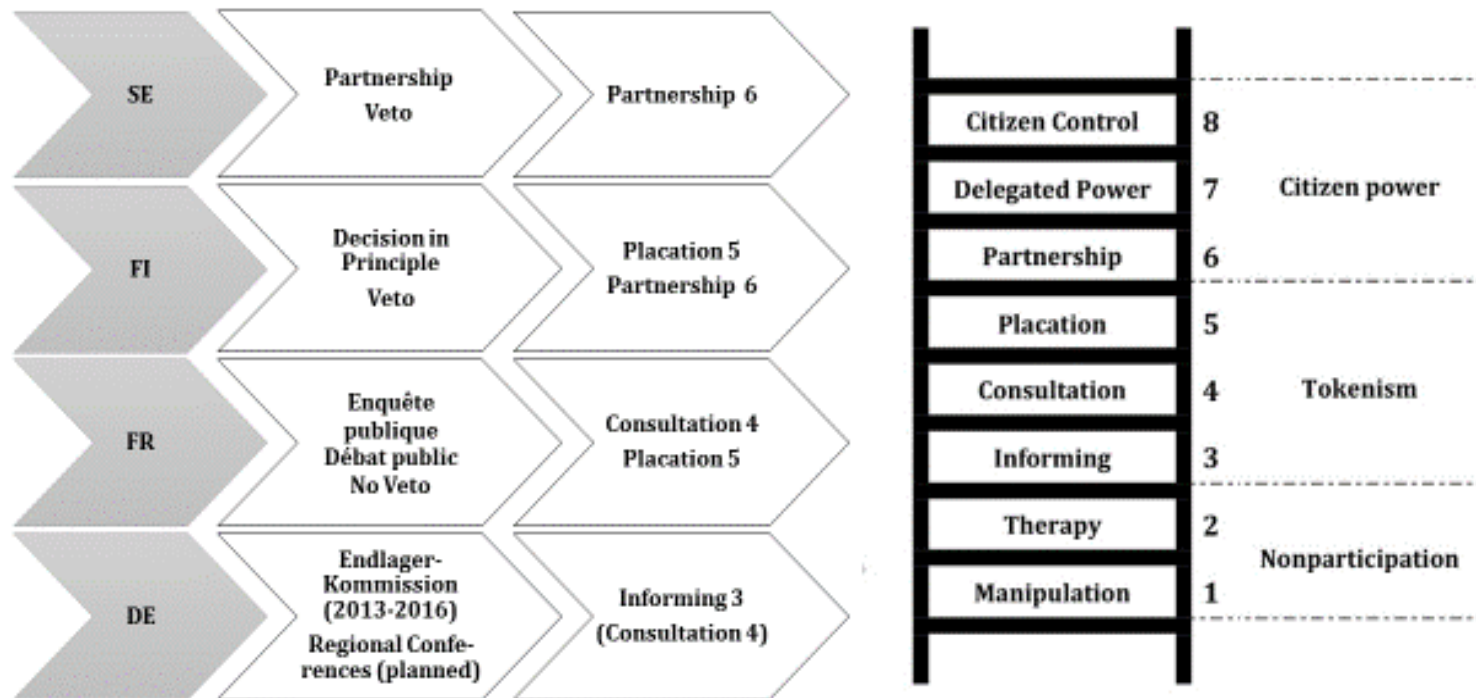 SE
Partnership
Veto
Partnership 6
FI
Decision in
Principle
Veto
Placation 5
Partnership 6
FR
Enquête
publique
Débat public
No Veto
Consultation 4
Placation 5
DE
Endlager-
Kommission
(2013-2016)
Regional Confe-
rences (planned)
Informing 3
(Consultation 4)
Citizen Control 8
Delegated Power 7
Citizen power
Partnership 6
Placation 5
Consultation 4
Tokenism
Informing 3
Therapy 2
Nonparticipation
Manipulation 1